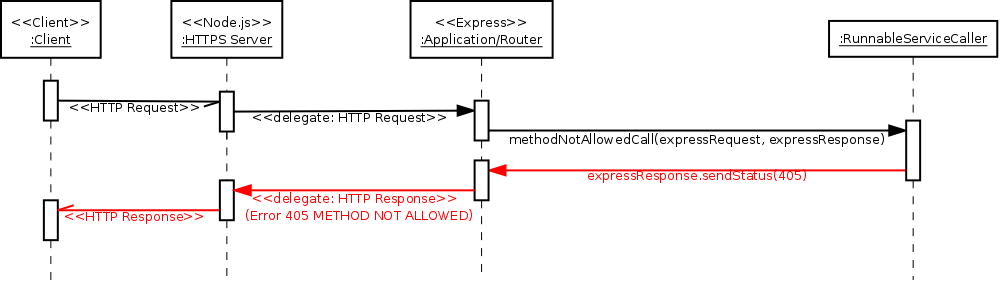 <<Client>>
:Client
<<Node.js>>
:HTTPS Server
<<Express>>
:Application/Router
:RunnableServiceCaller
<<HTTP Request>>
<<delegate: HTTP Request>>
methodNotAllowedCall(expressRequest, expressResponse)
expressResponse.sendStatus(405)
<<delegate: HTTP Response>>
(Error 405 METHOD NOT ALLOWED)
<<HTTP Response>>